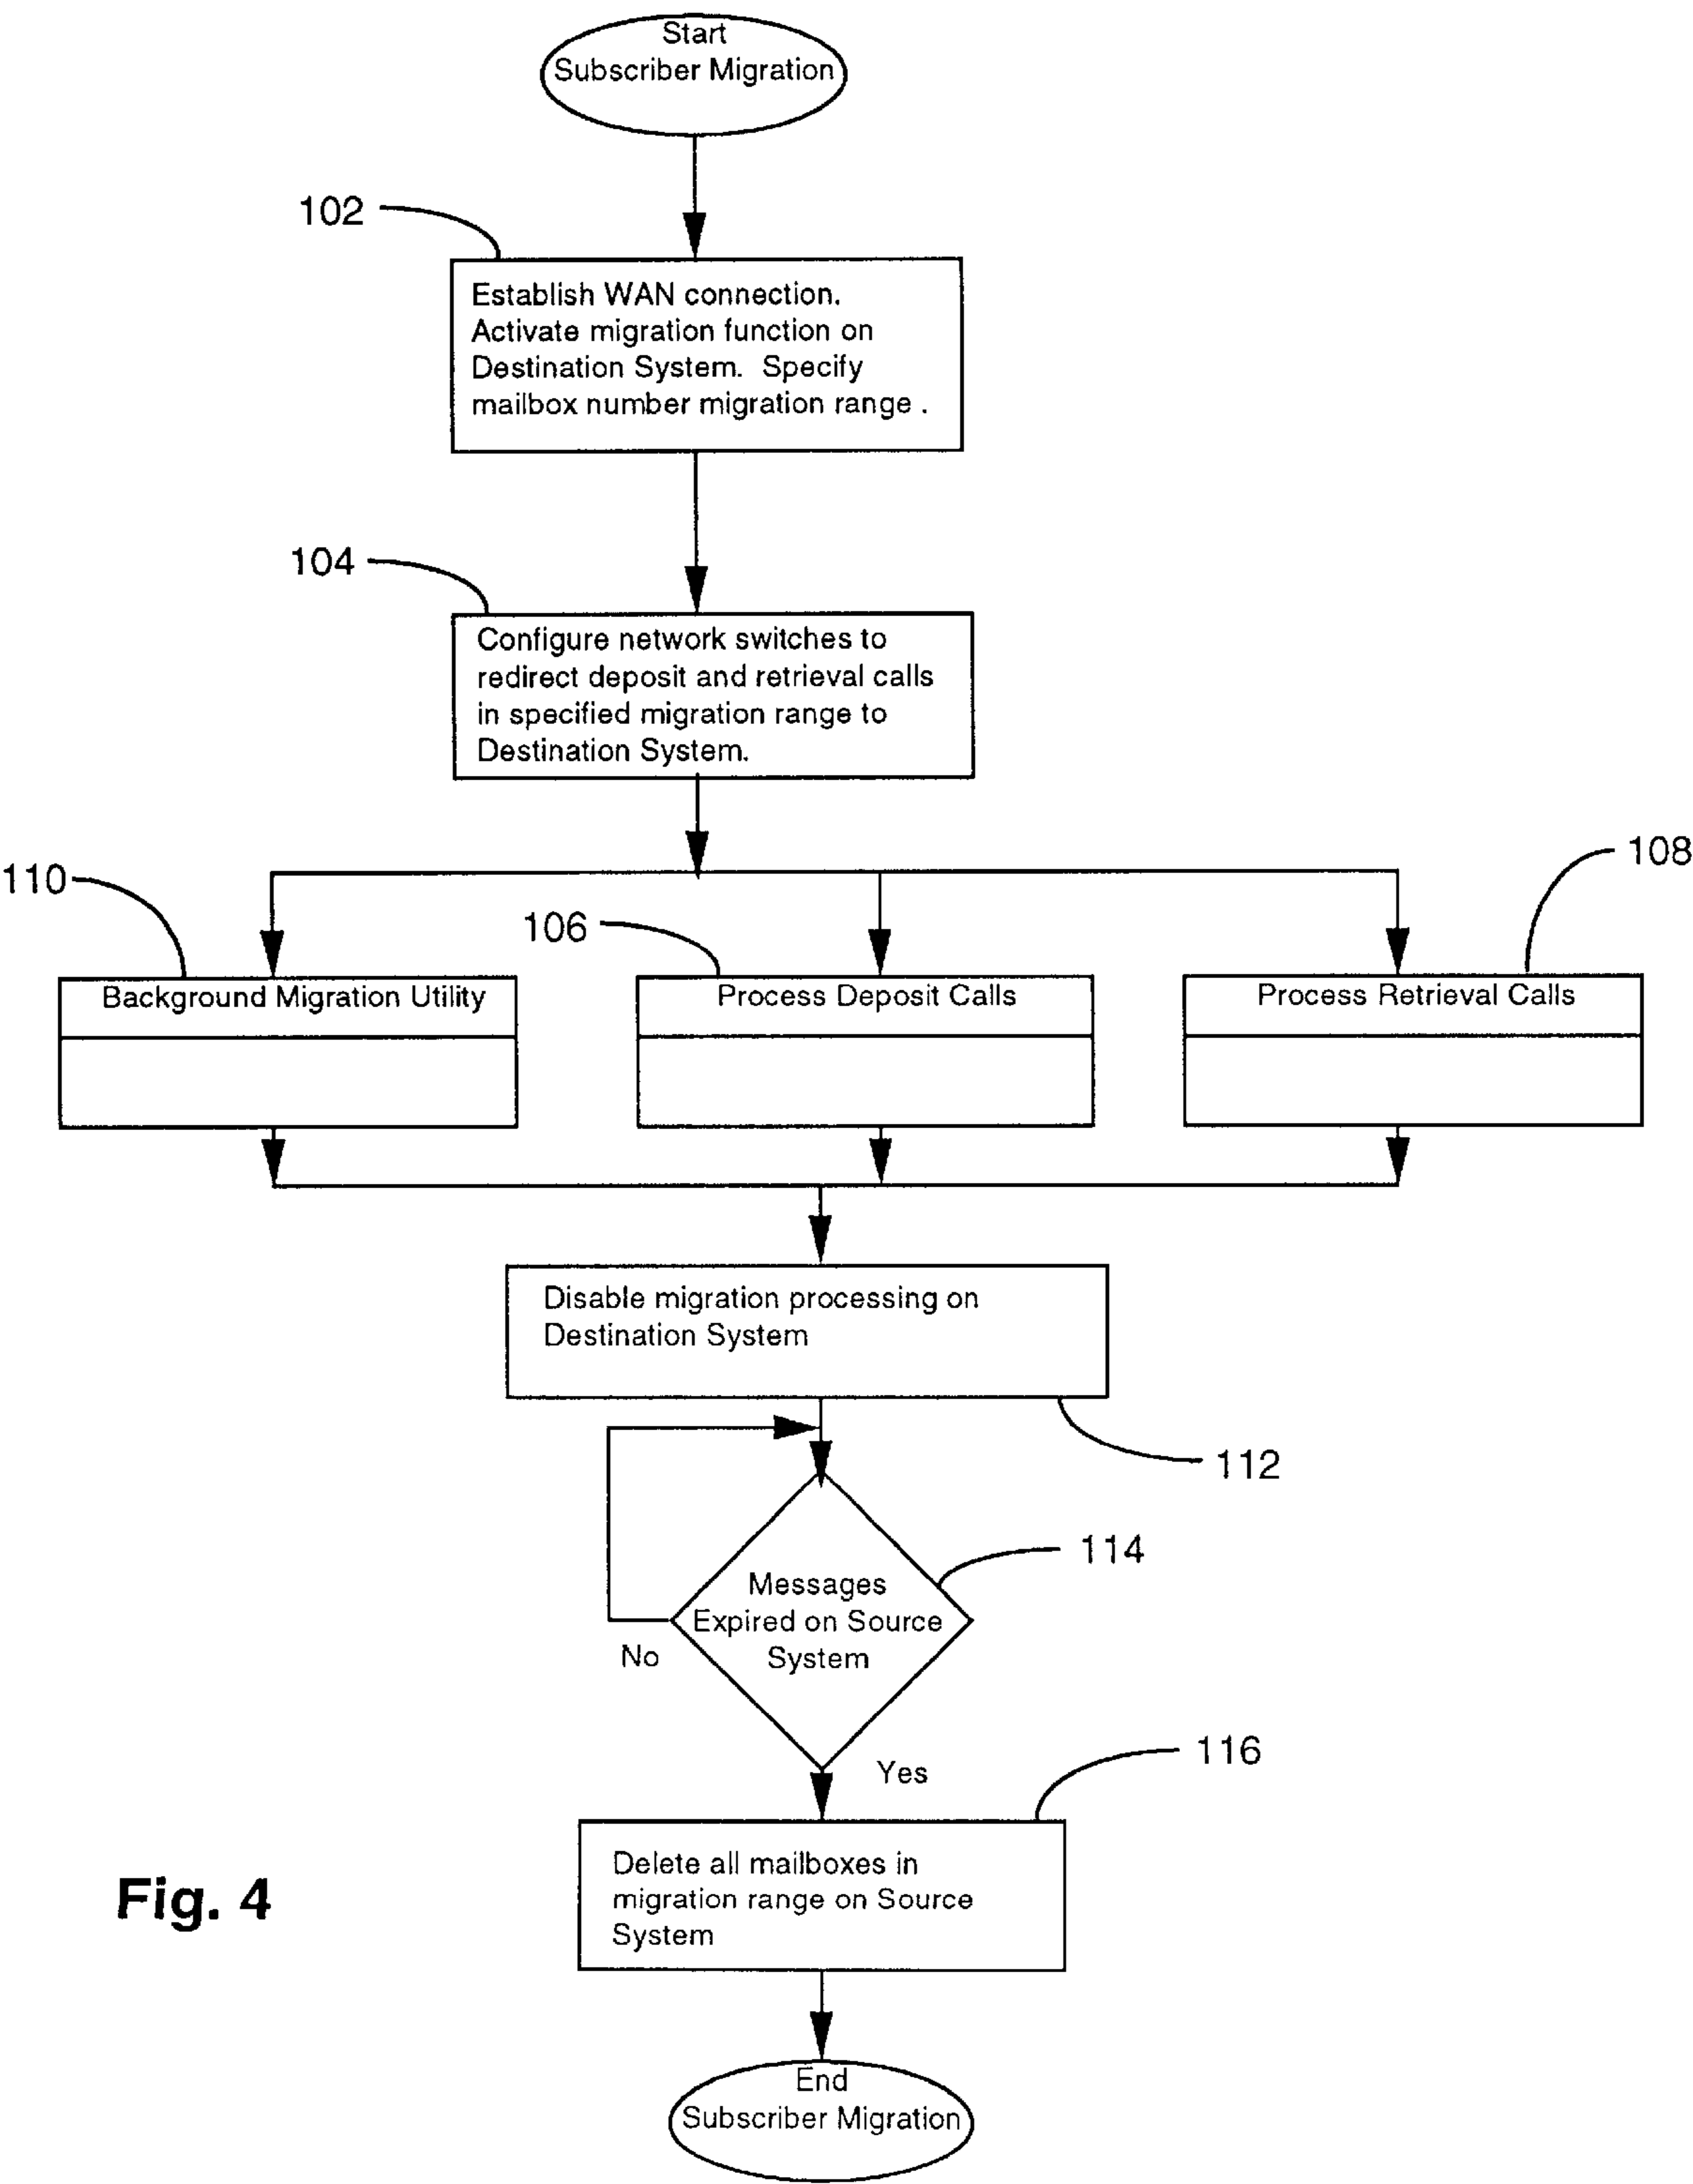 Start
Subscriber Migration
102
Establish WAN connection.
Activate migration function on
Destination System. Specify
mailbox number migration range .
104
Configure network switches to
redirect deposit and retrieval calls
in specified migration range to
Destination System.
108
110
106
Background Migration Utility
Process Deposit Calls
Process Retrieval Calls
Disable migration processing on
Destination System
112
114
Messages
Expired on Source
System
No
Yes
116
Delete all mailboxes in
migration range on Source
System
Fig. 4
End
Subscriber Migration